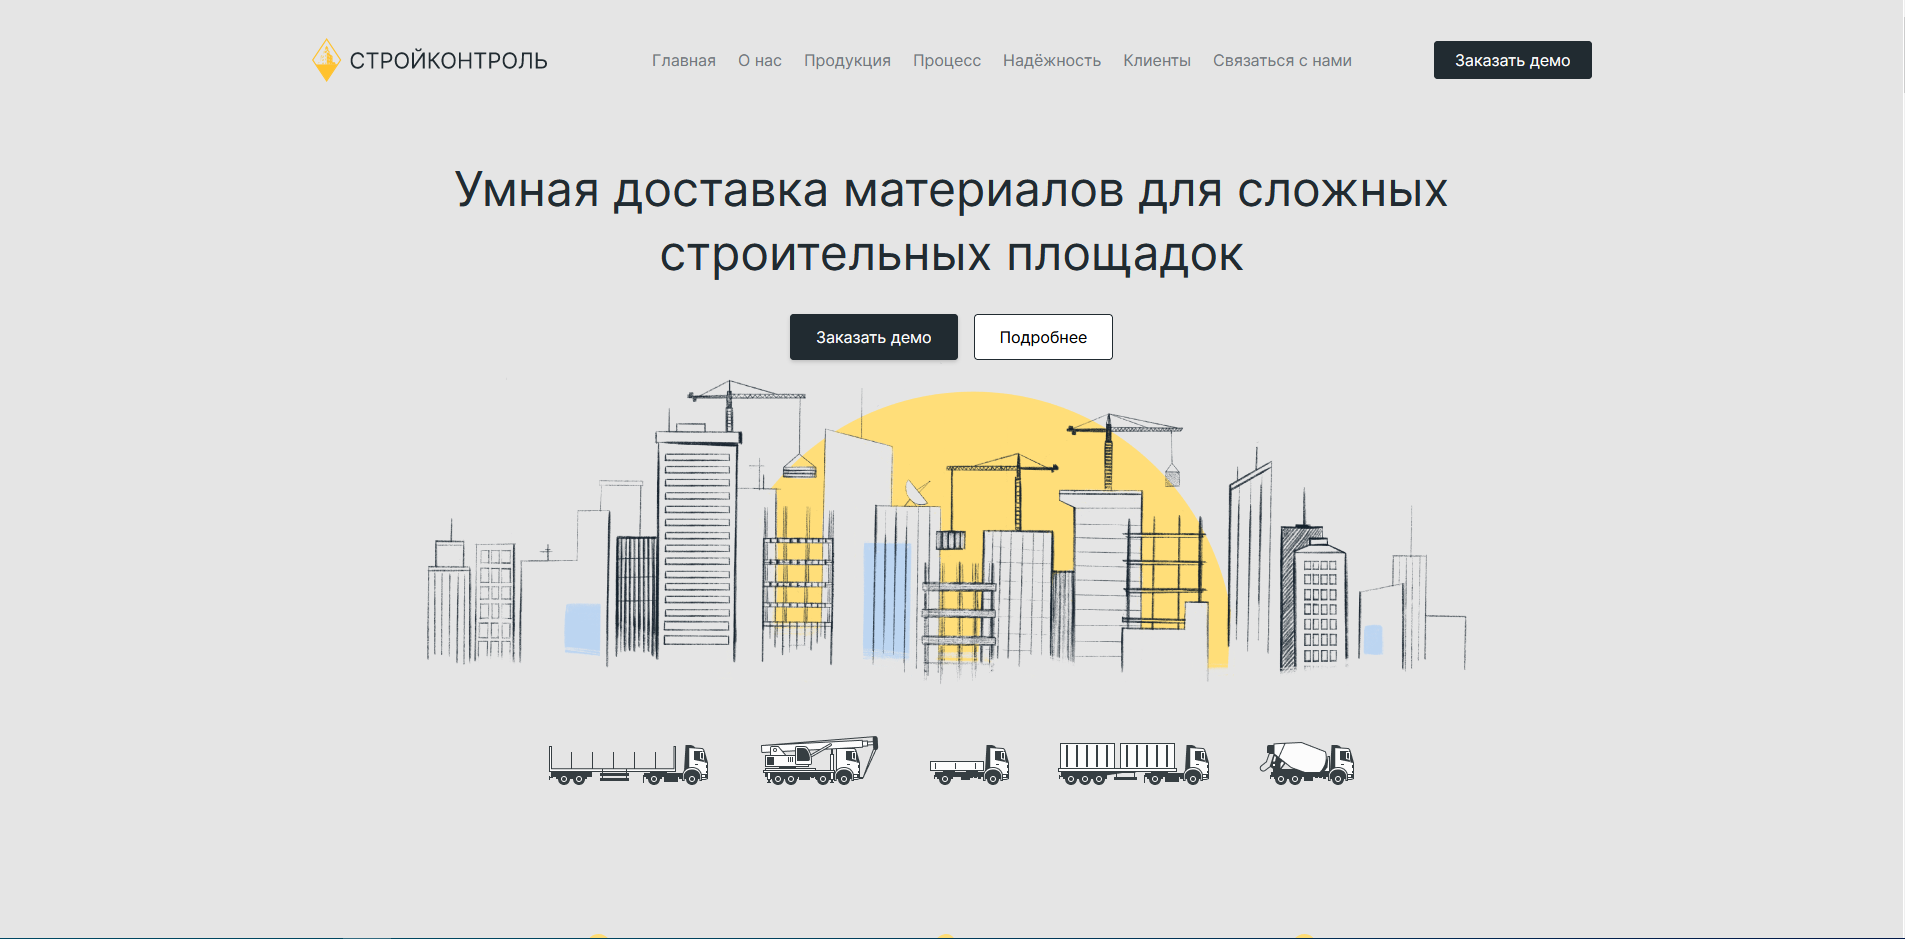 СТРОЙКОНТРОЛЬ
Главная О нас Продукция Процесс Надёжность Клиенты Связаться с нами
Заказать демо
Умная доставка материалов для сложных
строительных площадок
Заказать демо
Подробнее